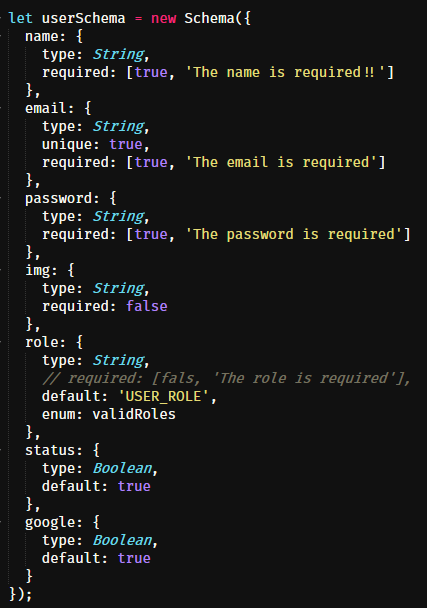 let userSchema = new Schema({
  name: {
    type: String,
    required: [true, 'The name is required!!']
  },
  email: {
    type: String,
    unique: true,
    required: [true, 'The email is required']
  },
  password: {
    type: String,
    required: [true, 'The password is required']
  },
  img: {
    type: String,
    required: false
  },
  role: {
    type: String,
    // required: [fals, 'The role is required'],
    default: 'USER_ROLE',
    enum: validRoles
  },
  status: {
    type: Boolean,
    default: true
  },
  google: {
    type: Boolean,
    default: true
  }
});